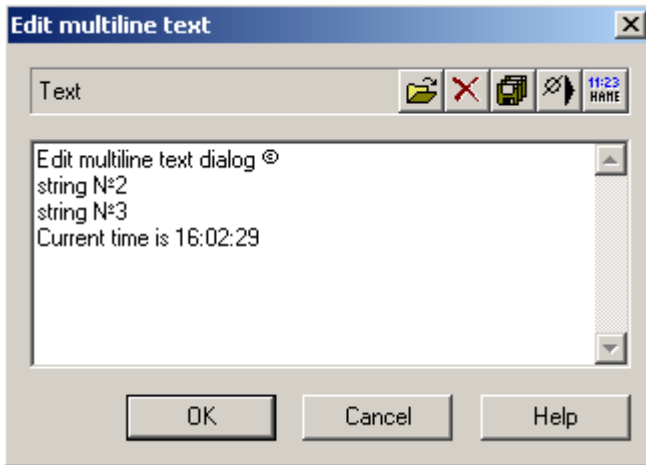 Edit multiline text
Text
11:23
NAME
Edit multiline text dialog ©
string Nº2
string Nº3
Current time is 16:02:29
OK
Cancel
Help